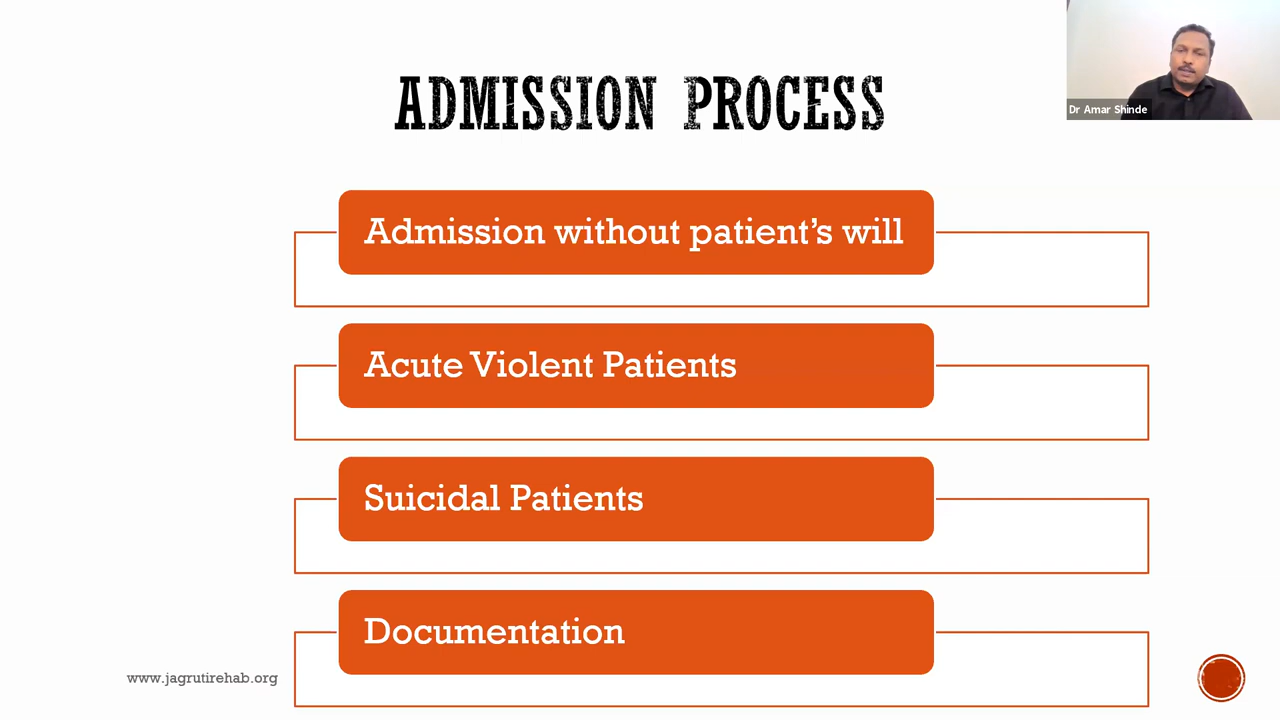 ADMISSION PROCESS
Dr Amar Shinde
Admission without patient's will
Acute Violent Patients
Suicidal Patients
Documentation
www.jagrutirehab.org